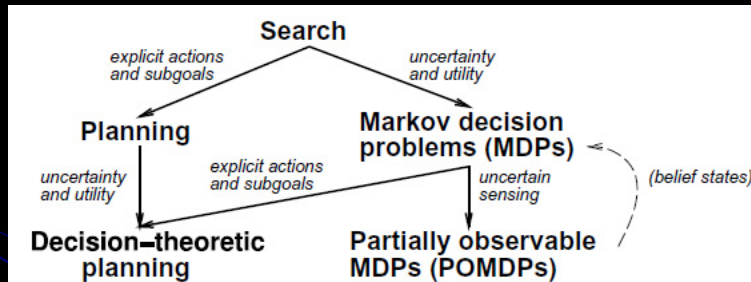 Search
explicit actions
and subgoals
uncertainty
and utility
Planning
Markov decision
problems (MDPs)
uncertainty
and utility
explicit actions
and subgoals
uncertain
sensing
(belief states)
Decision–theoretic
planning
Partially observable
MDPs (POMDPs)